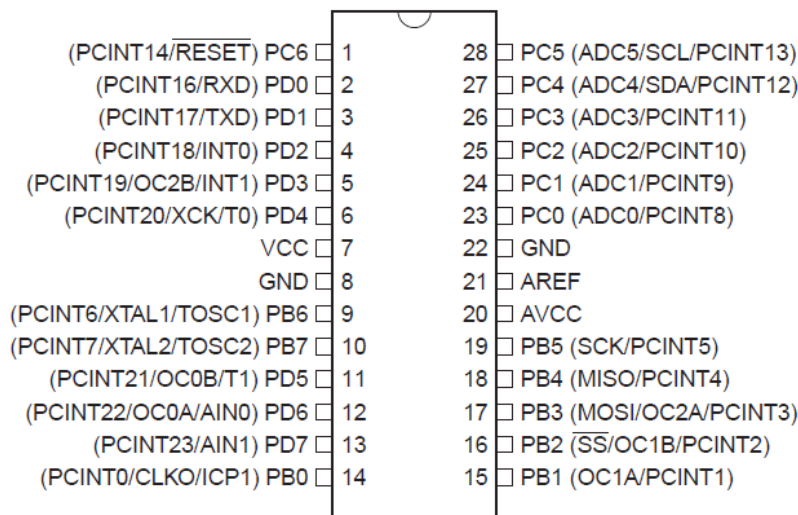 (PCINT14/RESET) PC6 1 28 PC5 (ADC5/SCL/PCINT13)
(PCINT16/RXD) PD0 2 27 PC4 (ADC4/SDA/PCINT12)
(PCINT17/TXD) PD1 3 26 PC3 (ADC3/PCINT11)
(PCINT18/INT0) PD2 4 25 PC2 (ADC2/PCINT10)
(PCINT19/OC2B/INT1) PD3 5 24 PC1 (ADC1/PCINT9)
(PCINT20/XCK/T0) PD4 6 23 PC0 (ADC0/PCINT8)
VCC 7 22 GND
GND 8 21 AREF
(PCINT6/XTAL1/TOSC1) PB6 9 20 AVCC
(PCINT7/XTAL2/TOSC2) PB7 10 19 PB5 (SCK/PCINT5)
(PCINT21/OC0B/T1) PD5 11 18 PB4 (MISO/PCINT4)
(PCINT22/OC0A/AIN0) PD6 12 17 PB3 (MOSI/OC2A/PCINT3)
(PCINT23/AIN1) PD7 13 16 PB2 (SS/OC1B/PCINT2)
(PCINT0/CLKO/ICP1) PB0 14 15 PB1 (OC1A/PCINT1)